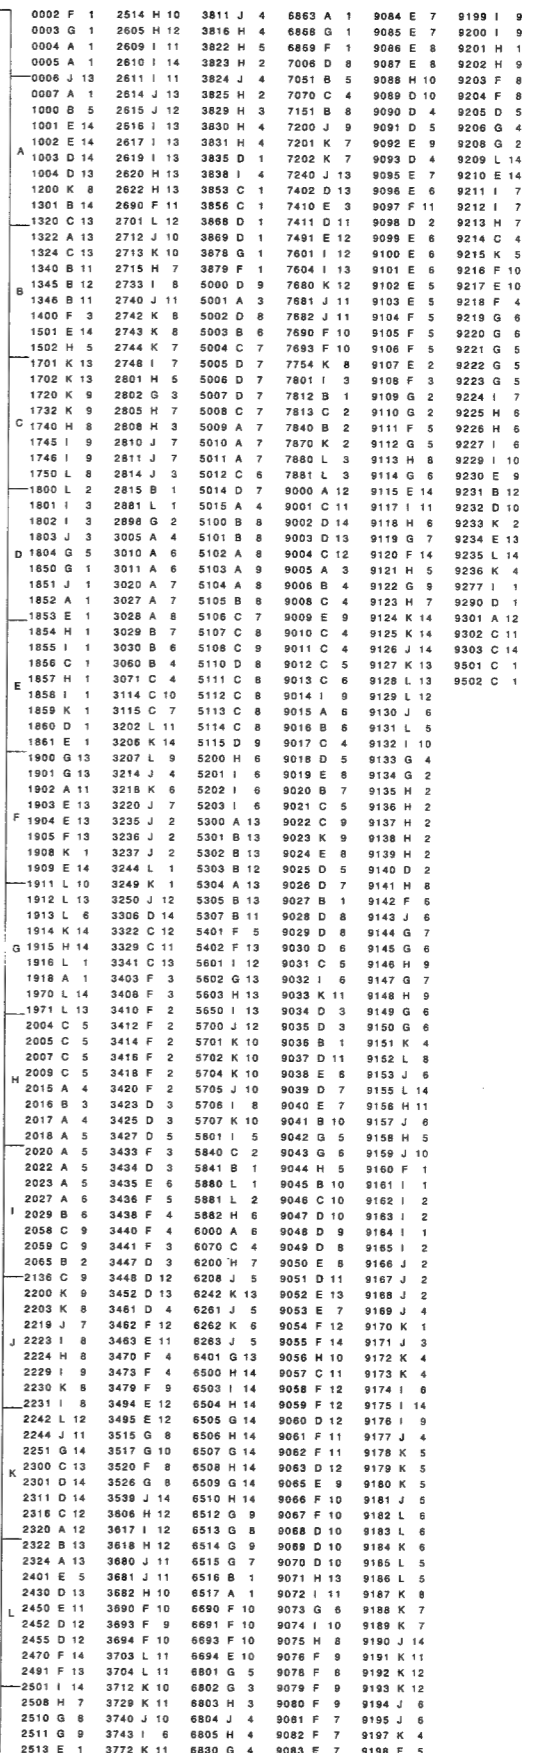 A
B
C
D
E
F
G
H
I
J
K
L
0002 F 1
0003 G 1
0004 A 1
0005 A 1
0006 J 13
0007 A 1
1000 B 5
1001 E 14
1002 E 14
1003 D 14
1004 D 13
1200 K 8
1301 B 14
1320 C 13
1322 A 13
1324 C 13
1340 B 11
1345 B 12
1346 B 11
1400 F 3
1501 E 14
1502 H 5
1701 K 13
1702 K 13
1720 K 9
1732 K 9
1740 H 8
1745 I 9
1746 I 9
1750 L 8
1800 L 2
1801 I 3
1802 I 3
1803 J 3
1804 G 5
1850 G 1
1851 J 1
1852 A 1
1853 E 1
1854 H 1
1855 I 1
1856 C 1
1857 H 1
1858 I 1
1859 K 1
1860 D 1
1861 E 1
1900 G 13
1901 G 13
1902 A 11
1903 E 13
1904 E 13
1905 F 13
1908 K 1
1909 E 14
1911 L 10
1912 L 13
1913 L 6
1914 K 14
1915 H 14
1916 L 1
1918 A 1
1970 L 14
1971 L 13
2004 C 5
2005 C 5
2007 C 5
2009 C 5
2015 A 4
2016 B 3
2017 A 4
2018 A 5
2020 A 5
2022 A 5
2023 A 5
2027 A 6
2029 B 6
2058 C 9
2059 C 9
2065 B 2
2136 C 9
2200 K 9
2203 K 8
2219 J 7
2223 I 8
2224 H 8
2229 I 9
2230 K 8
2231 I 8
2242 L 12
2244 J 11
2251 G 14
2300 C 13
2301 D 14
2311 D 14
2316 C 12
2320 A 12
2322 B 13
2324 A 13
2401 E 5
2430 D 13
2450 E 11
2452 D 12
2455 D 12
2470 F 14
2491 F 13
2501 I 14
2508 H 7
2510 G 8
2511 G 9
2513 E 1
2514 H 10
2605 H 12
2609 I 11
2610 I 14
2611 I 11
2614 J 13
2615 J 12
2616 I 13
2617 I 13
2619 I 13
2620 H 13
2622 H 13
2690 F 11
2701 L 12
2712 J 10
2713 K 10
2715 H 7
2733 I 8
2740 J 11
2742 K 8
2743 K 8
2744 K 7
2748 I 7
2801 H 5
2802 G 3
2805 H 7
2808 H 3
2810 J 7
2811 J 7
2814 J 3
2815 B 1
2881 L 1
2898 G 2
3005 A 4
3010 A 6
3011 A 6
3020 A 7
3027 A 7
3028 A 8
3029 B 7
3030 B 6
3060 B 4
3071 C 4
3114 C 10
3115 C 7
3202 L 11
3206 K 14
3207 L 9
3214 J 4
3218 K 6
3220 J 7
3235 J 2
3236 J 2
3237 J 2
3244 L 1
3249 K 1
3250 J 12
3306 D 14
3322 C 12
3329 C 11
3341 C 13
3403 F 3
3408 F 3
3410 F 2
3412 F 2
3414 F 2
3416 F 2
3418 F 2
3420 F 2
3423 D 3
3425 D 3
3427 D 5
3433 F 3
3434 D 3
3435 E 6
3436 F 5
3438 F 4
3440 F 4
3441 F 3
3447 D 3
3448 D 12
3452 D 13
3461 D 4
3462 F 12
3463 E 11
3470 F 4
3473 F 4
3479 F 9
3494 E 12
3495 E 12
3515 G 8
3517 G 10
3520 F 8
3526 G 8
3539 J 14
3606 H 12
3617 I 12
3618 H 12
3680 J 11
3681 J 11
3682 H 10
3690 F 10
3693 F 9
3694 F 10
3703 L 11
3704 L 11
3712 K 10
3729 K 11
3740 J 10
3743 I 6
3772 K 11
3811 J 4
3816 H 4
3822 H 5
3823 H 2
3824 J 4
3825 H 2
3829 H 3
3830 H 4
3831 H 4
3835 D 1
3838 I 4
3853 C 1
3856 C 1
3868 D 1
3869 D 1
3878 G 1
3879 F 1
5000 D 9
5001 A 3
5002 D 8
5003 B 6
5004 C 7
5005 D 7
5006 D 7
5007 D 7
5008 C 7
5009 A 7
5010 A 7
5011 A 7
5012 C 6
5014 D 7
5015 A 4
5100 B 8
5101 B 8
5102 A 8
5103 A 9
5104 A 8
5105 B 8
5106 C 7
5107 C 8
5108 C 9
5110 D 8
5111 C 8
5112 C 8
5113 C 8
5114 C 8
5115 D 9
5200 H 6
5201 I 6
5202 I 6
5203 I 6
5300 A 13
5301 B 13
5302 B 13
5303 B 12
5304 A 13
5305 B 13
5307 B 11
5401 F 5
5402 F 13
5601 I 12
5602 G 13
5603 H 13
5650 I 13
5700 J 12
5701 K 10
5702 K 10
5704 K 10
5705 J 10
5706 I 8
5707 K 10
5801 I 5
5840 C 2
5841 B 1
5880 L 1
5881 L 2
5882 H 6
6000 A 6
6070 C 4
6200 H 7
6208 J 5
6242 K 13
6261 J 5
6262 K 6
6263 J 5
6401 G 13
6500 H 14
6503 I 14
6504 H 14
6505 G 14
6506 H 14
6507 G 14
6508 H 14
6509 G 14
6510 H 14
6512 G 9
6513 G 8
6514 G 9
6515 G 7
6516 B 1
6517 A 1
6690 F 10
6691 F 10
6693 F 10
6694 E 10
6801 G 5
6802 G 3
6803 H 3
6804 J 4
6805 H 4
6830 G 4
6863 A 1
6868 G 1
6869 F 1
7006 D 8
7051 B 5
7070 C 4
7151 B 8
7200 J 9
7201 K 7
7202 K 7
7240 J 13
7402 D 13
7410 E 3
7411 D 11
7491 E 12
7601 I 12
7604 I 13
7680 K 12
7681 J 11
7682 J 11
7690 F 10
7693 F 10
7754 K 8
7801 I 3
7812 B 1
7813 C 2
7840 B 2
7870 K 2
7880 L 3
7881 L 3
9000 A 12
9001 C 11
9002 D 14
9003 D 13
9004 C 12
9005 A 3
9006 B 4
9008 C 4
9009 E 9
9010 C 4
9011 C 4
9012 C 5
9013 C 6
9014 I 9
9015 A 6
9016 B 6
9017 C 4
9018 D 5
9019 E 8
9020 B 7
9021 C 5
9022 C 9
9023 K 9
9024 E 8
9025 D 5
9026 D 7
9027 B 1
9028 D 8
9029 D 8
9030 D 6
9031 C 5
9032 I 6
9033 K 11
9034 D 3
9035 D 3
9036 B 1
9037 D 11
9038 E 6
9039 D 7
9040 E 7
9041 B 10
9042 G 5
9043 G 6
9044 H 5
9045 B 10
9046 C 10
9047 D 10
9048 D 9
9049 D 8
9050 E 8
9051 D 11
9052 E 13
9053 E 7
9054 F 12
9055 F 14
9056 H 10
9057 C 11
9058 F 12
9059 F 12
9060 D 12
9061 F 11
9062 F 11
9063 D 12
9065 E 9
9066 F 10
9067 F 10
9068 D 10
9069 D 10
9070 D 10
9071 H 13
9072 I 11
9073 G 6
9074 I 10
9075 H 8
9076 F 9
9078 F 8
9079 F 9
9080 F 9
9081 F 7
9082 F 7
9083 E 7
9084 E 7
9085 E 7
9086 E 8
9087 E 8
9088 H 10
9089 D 10
9090 D 4
9091 D 5
9092 E 9
9093 D 4
9095 E 7
9096 E 6
9097 F 11
9098 D 2
9099 E 6
9100 E 6
9101 E 6
9102 E 5
9103 E 5
9104 F 5
9105 F 5
9106 F 5
9107 E 2
9108 F 3
9109 G 2
9110 G 2
9111 F 5
9112 G 5
9113 H 8
9114 G 6
9115 E 14
9117 I 11
9118 H 6
9119 G 7
9120 F 14
9121 H 5
9122 G 9
9123 H 7
9124 K 14
9125 K 14
9126 J 14
9127 K 13
9128 L 13
9129 L 12
9130 J 6
9131 L 5
9132 I 10
9133 G 4
9134 G 2
9135 H 2
9136 H 2
9137 H 2
9138 H 2
9139 H 2
9140 D 2
9141 H 8
9142 F 6
9143 J 6
9144 G 7
9145 G 6
9146 H 9
9147 G 7
9148 H 9
9149 G 6
9150 G 6
9151 K 4
9152 L 8
9153 J 6
9154 K 6
9155 L 14
9156 H 11
9157 J 6
9158 H 5
9159 J 10
9160 F 1
9161 I 1
9162 I 2
9163 I 2
9164 I 1
9165 I 2
9166 J 2
9167 J 2
9168 J 2
9169 J 4
9170 K 1
9171 J 3
9172 K 4
9173 K 4
9174 I 6
9175 I 14
9176 I 9
9177 J 4
9178 K 5
9179 K 5
9180 K 5
9181 J 5
9182 L 6
9183 L 6
9184 K 6
9185 L 5
9186 L 5
9187 K 8
9188 K 7
9189 K 7
9190 J 14
9191 K 11
9192 K 12
9193 K 12
9194 J 6
9195 J 6
9197 K 4
9198 F 5
9199 I 9
9200 I 9
9201 H 1
9202 H 9
9203 F 8
9204 F 8
9205 D 5
9206 G 4
9208 G 2
9209 L 14
9210 E 14
9211 I 7
9212 I 7
9213 H 7
9214 C 4
9215 K 5
9216 F 10
9217 E 10
9218 F 4
9219 G 6
9220 G 6
9221 G 5
9222 G 5
9223 G 5
9224 I 7
9225 H 6
9226 H 6
9227 I 6
9229 I 10
9230 E 9
9231 B 12
9232 D 10
9233 K 2
9234 E 13
9235 L 14
9236 K 4
9277 I 1
9290 D 1
9301 A 12
9302 C 11
9303 C 14
9501 C 1
9502 C 1